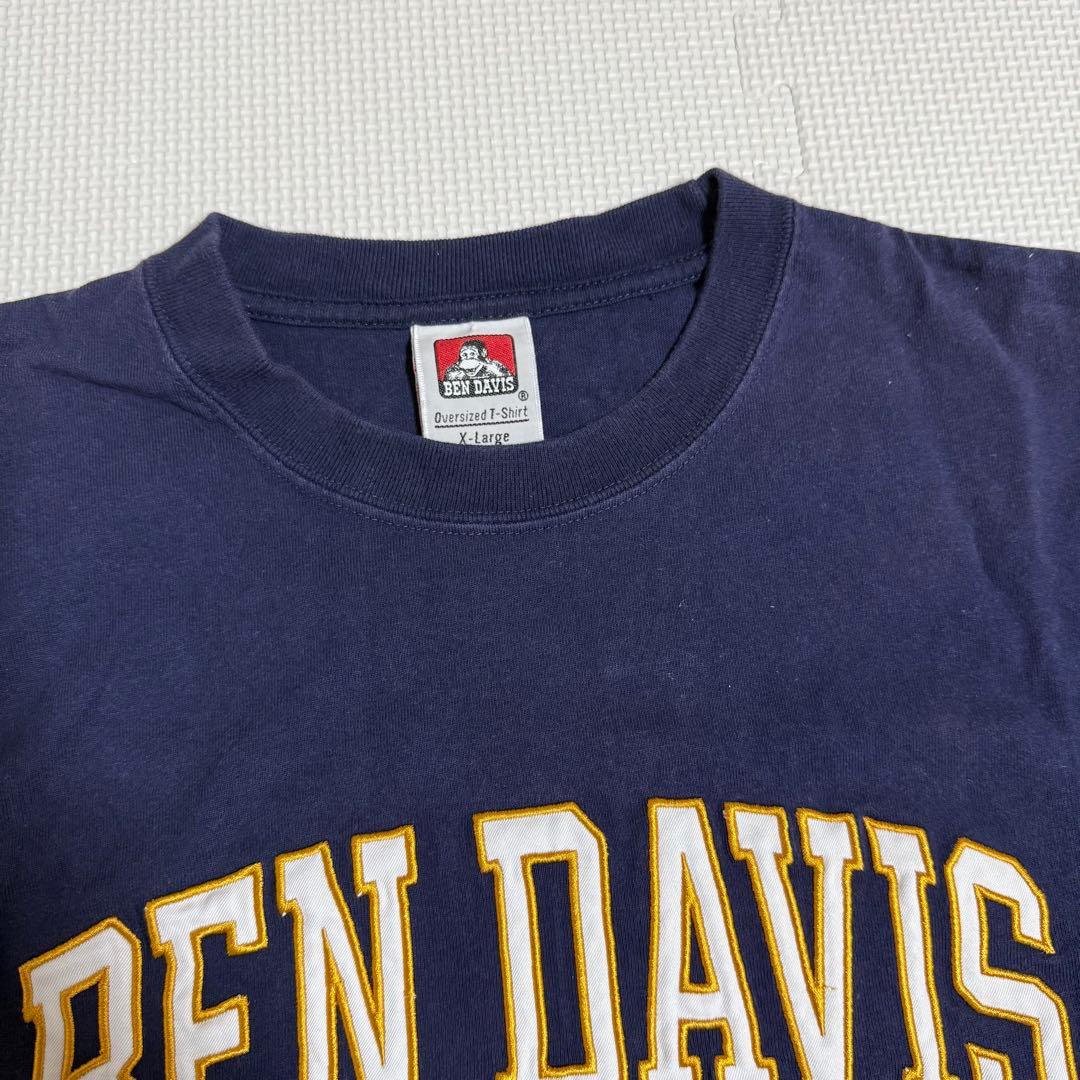 BEN DAVIS
®
Oversized T-Shirt
X-Large
BEN DAVIS